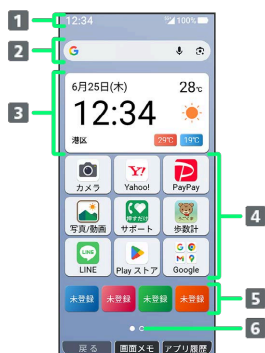 1
12:34
100%
2
G
3
6月25日(木)
28℃
12:34
港区
29℃ 19℃
カメラ Yahoo! PayPay
押すだけ
写真/動画 サポート 歩数計
LINE
LINE Play ストア Google
4
未登録 未登録 未登録 未登録
5
6
戻る 画面メモ アプリ履歴